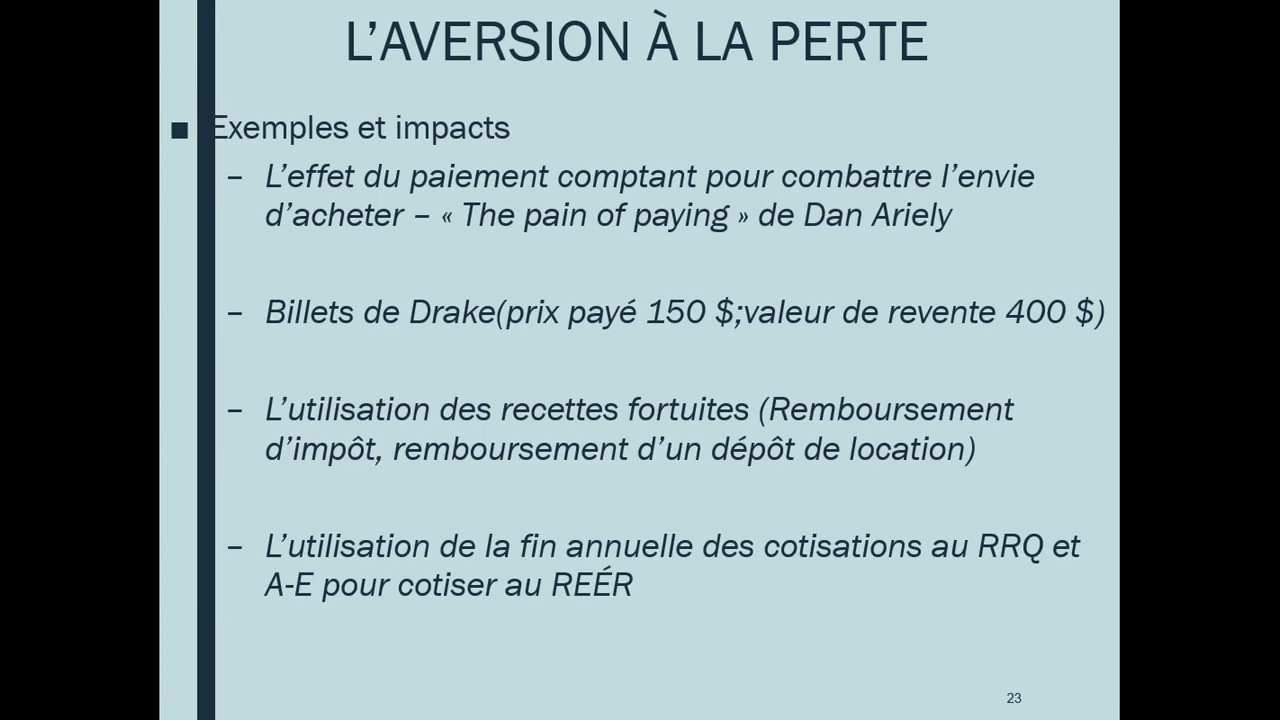 L’AVERSION À LA PERTE
■ Exemples et impacts
– L’effet du paiement comptant pour combattre l’envie
d’acheter – « The pain of paying » de Dan Ariely
– Billets de Drake(prix payé 150 $;valeur de revente 400 $)
– L’utilisation des recettes fortuites (Remboursement
d’impôt, remboursement d’un dépôt de location)
– L’utilisation de la fin annuelle des cotisations au RRQ et
A-E pour cotiser au REÉR
23